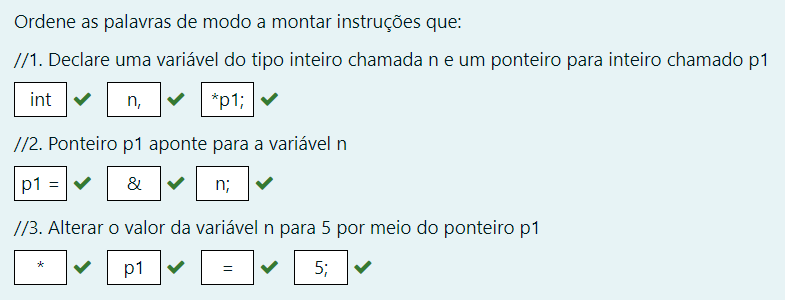 Ordene as palavras de modo a montar instruções que:
//1. Declare uma variável do tipo inteiro chamada n e um ponteiro para inteiro chamado p1
int n, *p1;
//2. Ponteiro p1 aponte para a variável n
p1 = & n;
//3. Alterar o valor da variável n para 5 por meio do ponteiro p1
* p1 = 5;